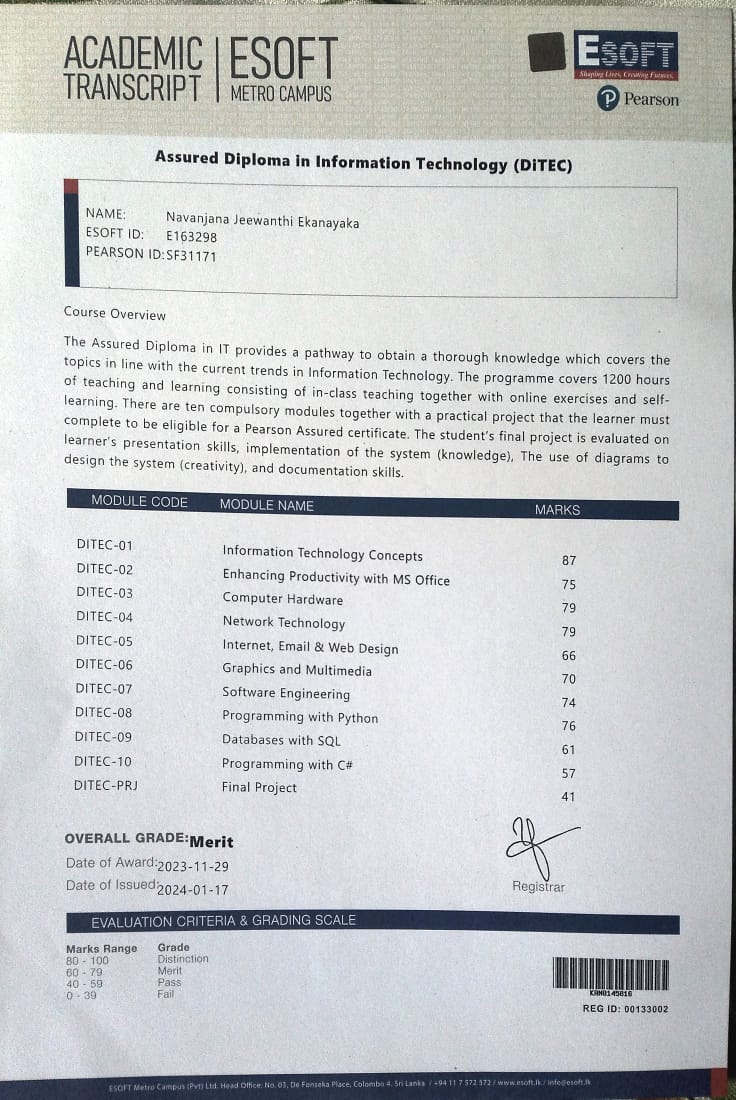 ACADEMIC
TRANSCRIPT
ESOFT
METRO CAMPUS
ESOFT
Shaping Lives, Creating Futures.
Pearson
Assured Diploma in Information Technology (DiTEC)
NAME: Navanjana Jeewanthi Ekanayaka
ESOFT ID: E163298
PEARSON ID:SF31171
Course Overview
The Assured Diploma in IT provides a pathway to obtain a thorough knowledge which covers the
topics in line with the current trends in Information Technology. The programme covers 1200 hours
of teaching and learning consisting of in-class teaching together with online exercises and self-
learning. There are ten compulsory modules together with a practical project that the learner must
complete to be eligible for a Pearson Assured certificate. The student's final project is evaluated on
learner's presentation skills, implementation of the system (knowledge), The use of diagrams to
design the system (creativity), and documentation skills.
MODULE CODE MODULE NAME MARKS
DITEC-01 Information Technology Concepts 87
DITEC-02 Enhancing Productivity with MS Office 75
DITEC-03 Computer Hardware 79
DITEC-04 Network Technology 79
DITEC-05 Internet, Email & Web Design 66
DITEC-06 Graphics and Multimedia 70
DITEC-07 Software Engineering 74
DITEC-08 Programming with Python 76
DITEC-09 Databases with SQL 61
DITEC-10 Programming with C# 57
DITEC-PRJ Final Project 41
OVERALL GRADE:Merit
Date of Award:2023-11-29
Date of Issued:2024-01-17
Registrar
EVALUATION CRITERIA & GRADING SCALE
Marks Range Grade
80 - 100 Distinction
60 - 79 Merit
40 - 59 Pass
0 - 39 Fail
REG ID: 00133002
ESOFT Metro Campus (Pvt) Ltd. Head Office: No. 03, De Fonseka Place, Colombo 4, Sri Lanka / +94 11 7 572 572 / www.esoft.lk / info@esoft.lk